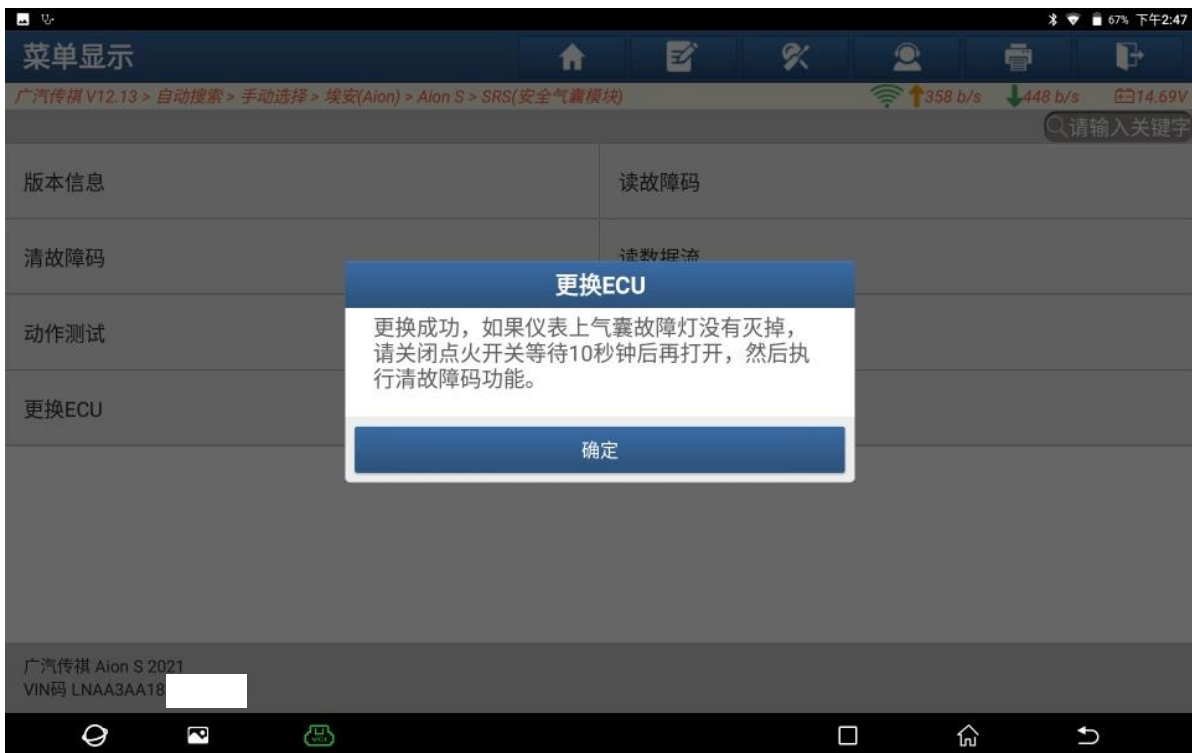 67% 下午2:47
菜单显示
广汽传祺 V12.13 > 自动搜索 > 手动选择 > 埃安(Aion) > Aion S > SRS(安全气囊模块)
358 b/s 448 b/s 14.69V
请输入关键字
版本信息 读故障码
清故障码 读数据流
更换ECU
更换成功，如果仪表上气囊故障灯没有灭掉，
请关闭点火开关等待10秒钟后再打开，然后执
行清故障码功能。
动作测试
更换ECU
确定
广汽传祺 Aion S 2021
VIN码 LNAA3AA18
VCI